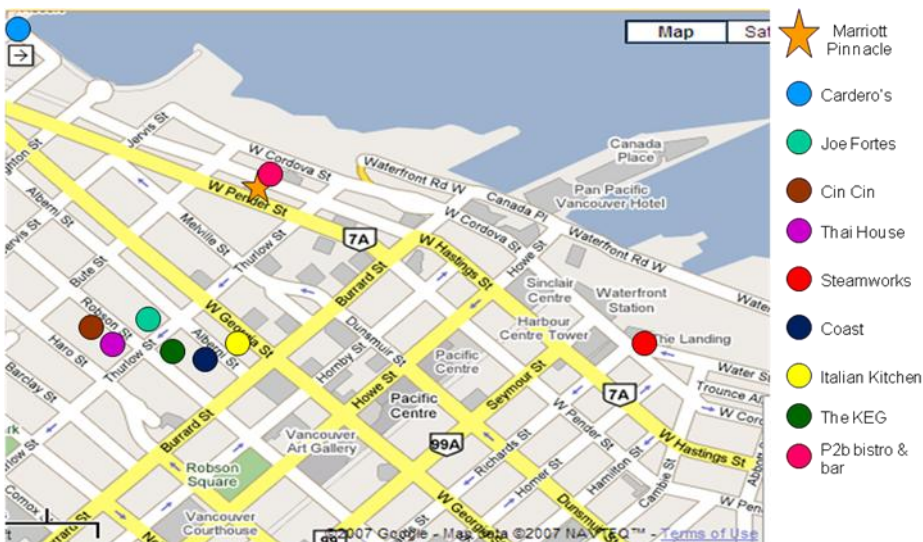 Map
Sat
Marriott
Pinnacle
Cardero's
Joe Fortes
Cin Cin
Thai House
Steamworks
Coast
Italian Kitchen
The KEG
P2b bistro &
bar
Jervis St
W Cordova St
Waterfront Rd W
Canada
Place
Pan Pacific
Vancouver Hotel
Canada Pl
W Pender St
7A
W Cordova St
Waterfront Rd W
Alberni St
Melville St
Thurlow St
W Hastings St
Howe St
Burrard St
Sinclair
Centre
Waterfront
Station
Bute St
Robson St
W Georgia St
Harbour
Centre Tower
The Landing
Haro St
Thurlow St
Alberni St
Dunsmuir St
Hornby St
Pacific
Centre
Water St
Barclay St
Howe St
Seymour St
7A
Pacific
Centre
W Pender St
Burrard St
Vancouver
Art Gallery
99A
Richards St
W Hastings St
Homer St
Hamilton St
Cambie St
Robson
Square
Comox St
Vancouver
Courthouse
W Georgia St
Dunsmuir St
©2007 Google - Map data ©2007 NAVTEQ™ - Terms of Use